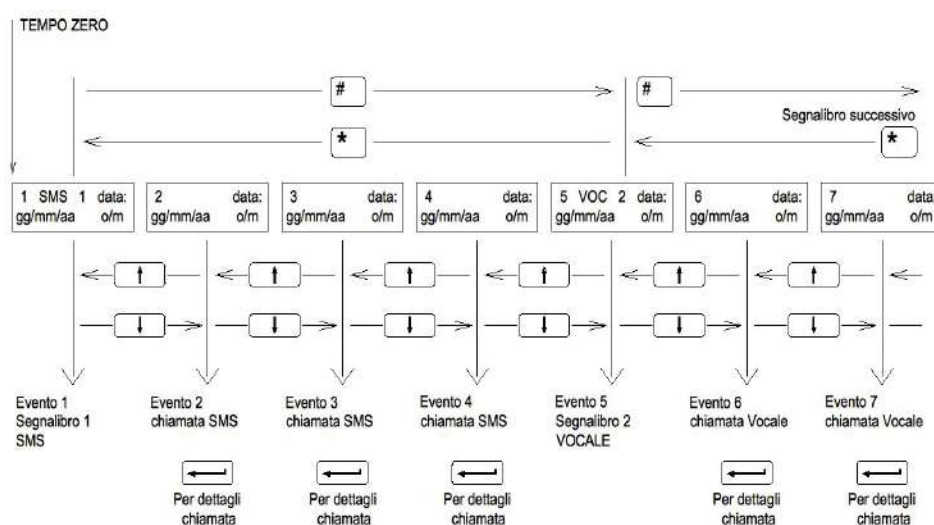 TEMPO ZERO
#
#
Segnalibro successivo
*
*
1 SMS 1 data:
gg/mm/aa o/m
2 data:
gg/mm/aa o/m
3 data:
gg/mm/aa o/m
4 data:
gg/mm/aa o/m
5 VOC 2 data:
gg/mm/aa o/m
6 data:
gg/mm/aa o/m
7 data:
gg/mm/aa o/m
Evento 1
Segnalibro 1
SMS
Evento 2
chiamata SMS
Evento 3
chiamata SMS
Evento 4
chiamata SMS
Evento 5
Segnalibro 2
VOCALE
Evento 6
chiamata Vocale
Evento 7
chiamata Vocale
Per dettagli
chiamata
Per dettagli
chiamata
Per dettagli
chiamata
Per dettagli
chiamata
Per dettagli
chiamata